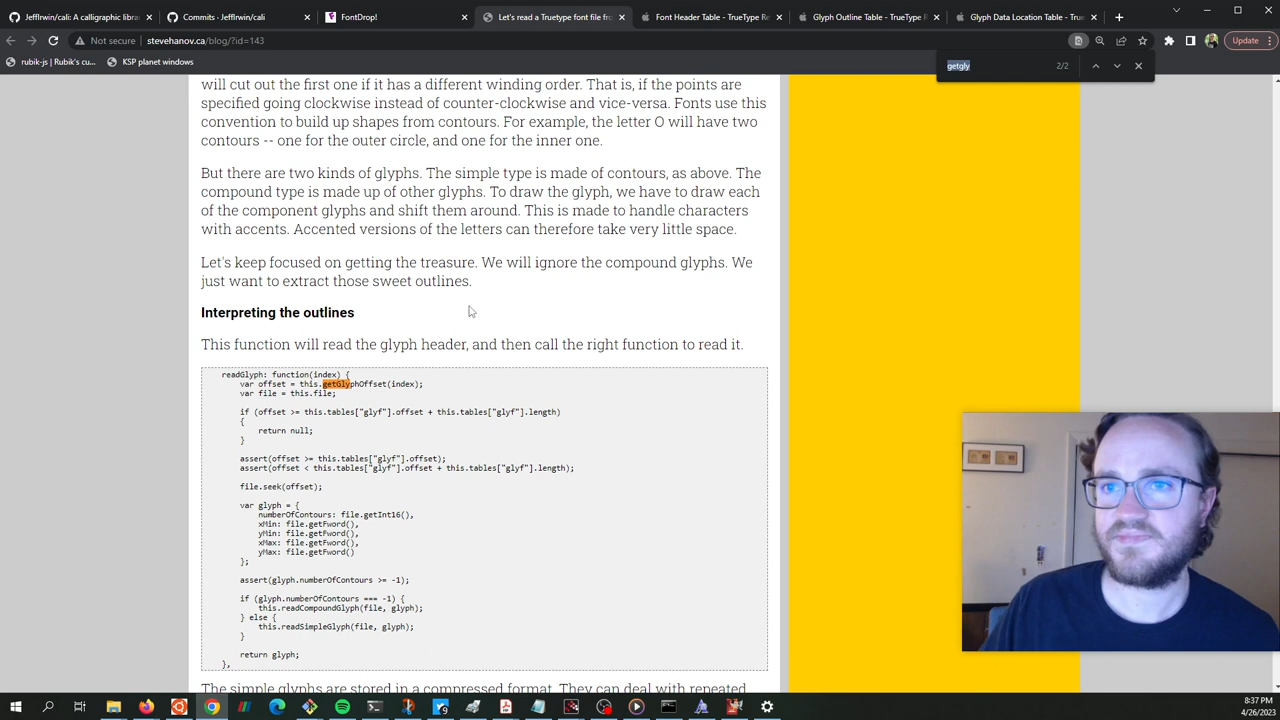 Jefflrwin/cali: A calligraphic libra
Commits · Jefflrwin/cali
FontDrop!
Let's read a Truetype font file fro
Font Header Table - TrueType Re
Glyph Outline Table - TrueType R
Glyph Data Location Table - True
Not secure
stevehanov.ca/blog/?id=143
Update
rubik-js | Rubik's cu...
KSP planet windows
getgly
2/2
will cut out the first one if it has a different winding order. That is, if the points are
specified going clockwise instead of counter-clockwise and vice-versa. Fonts use this
convention to build up shapes from contours. For example, the letter O will have two
contours -- one for the outer circle, and one for the inner one.
But there are two kinds of glyphs. The simple type is made of contours, as above. The
compound type is made up of other glyphs. To draw the glyph, we have to draw each
of the component glyphs and shift them around. This is made to handle characters
with accents. Accented versions of the letters can therefore take very little space.
Let's keep focused on getting the treasure. We will ignore the compound glyphs. We
just want to extract those sweet outlines.
Interpreting the outlines
This function will read the glyph header, and then call the right function to read it.
readGlyph: function(index) {
var offset = this.getGlyphOffset(index);
var file = this.file;
if (offset >= this.tables["glyf"].offset + this.tables["glyf"].length)
{
return null;
}
assert(offset >= this.tables["glyf"].offset);
assert(offset < this.tables["glyf"].offset + this.tables["glyf"].length);
file.seek(offset);
var glyph = {
numberOfContours: file.getInt16(),
xMin: file.getFword(),
yMin: file.getFword(),
xMax: file.getFword(),
yMax: file.getFword()
};
assert(glyph.numberOfContours >= -1);
if (glyph.numberOfContours === -1) {
this.readCompoundGlyph(file, glyph);
} else {
this.readSimpleGlyph(file, glyph);
}
return glyph;
},
The simple glyphs are stored in a compressed format. They can deal with repeated
8:37 PM
4/26/2023